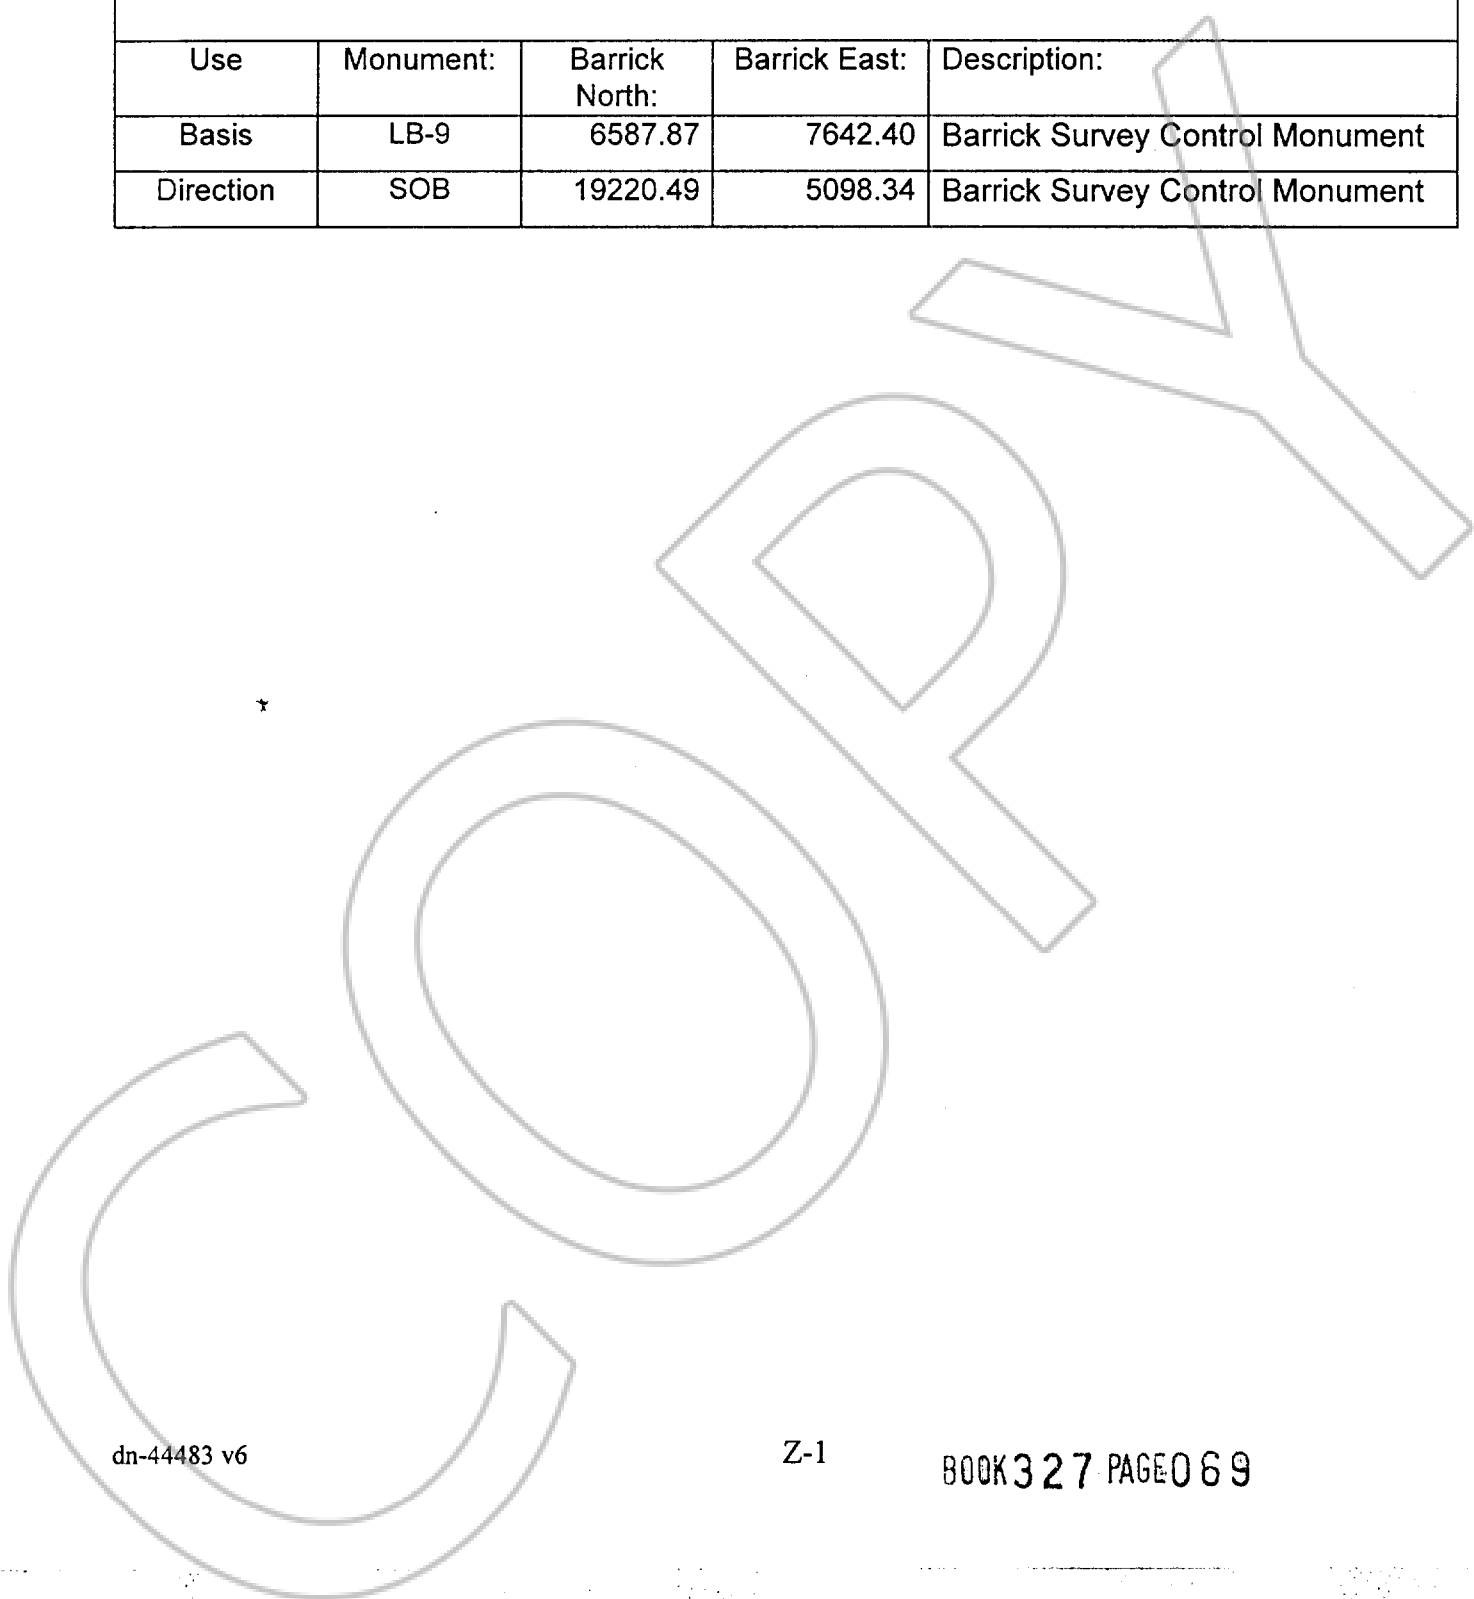 Use Monument: Barrick North: Barrick East: Description:
Basis LB-9 6587.87 7642.40 Barrick Survey Control Monument
Direction SOB 19220.49 5098.34 Barrick Survey Control Monument
COPY
dn-44483 v6 Z-1 BOOK 327 PAGE 069